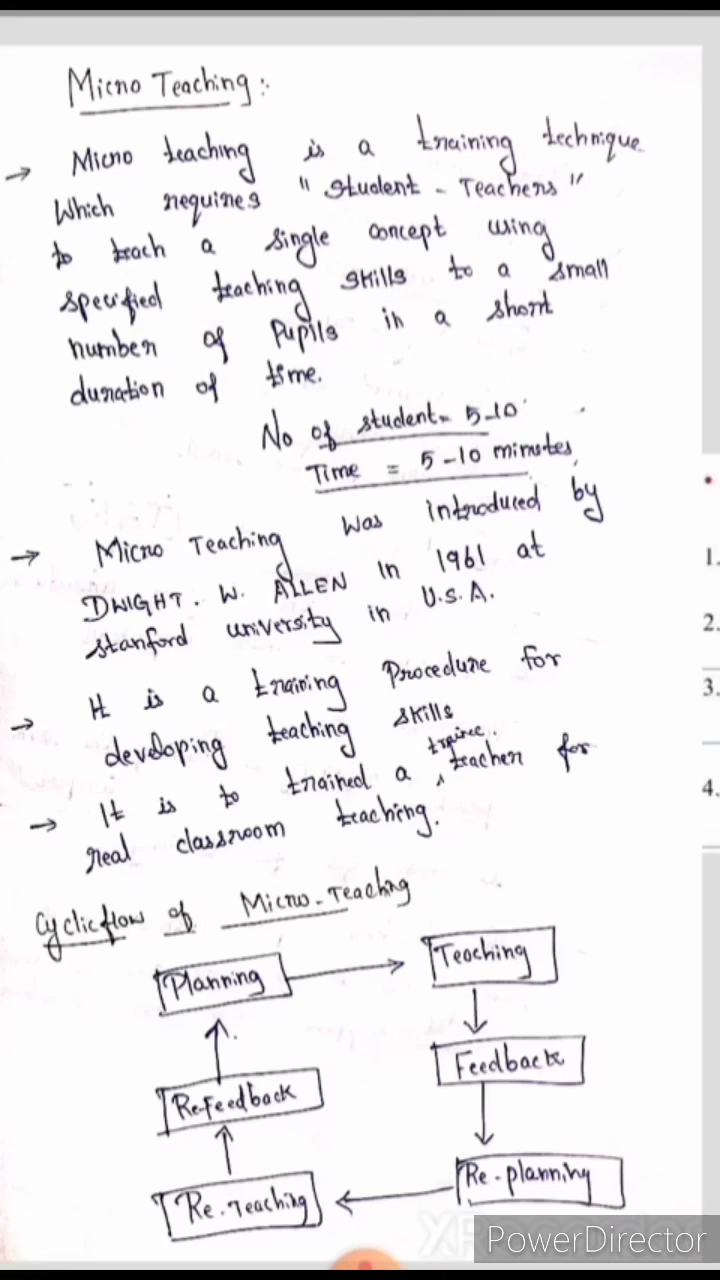 Micro Teaching :
→ Micro teaching is a training technique
Which requires "student - Teachers"
to teach a single concept using
specified teaching skills to a small
number of Pupils in a short
duration of time.
No of student = 5-10
Time = 5-10 minutes
→ Micro Teaching was introduced by
DWIGHT. W. ALLEN in 1961 at
stanford university in U.S.A.
→ It is a training Procedure for
developing teaching skills
trainee
→ It is to trained a teacher for
real classroom teaching.
Cyclic flow of Micro-Teaching
Planning → Teaching
Feedback
Re-feedback
Re-planning
Re-Teaching
1.
2.
3.
4.
PowerDirector